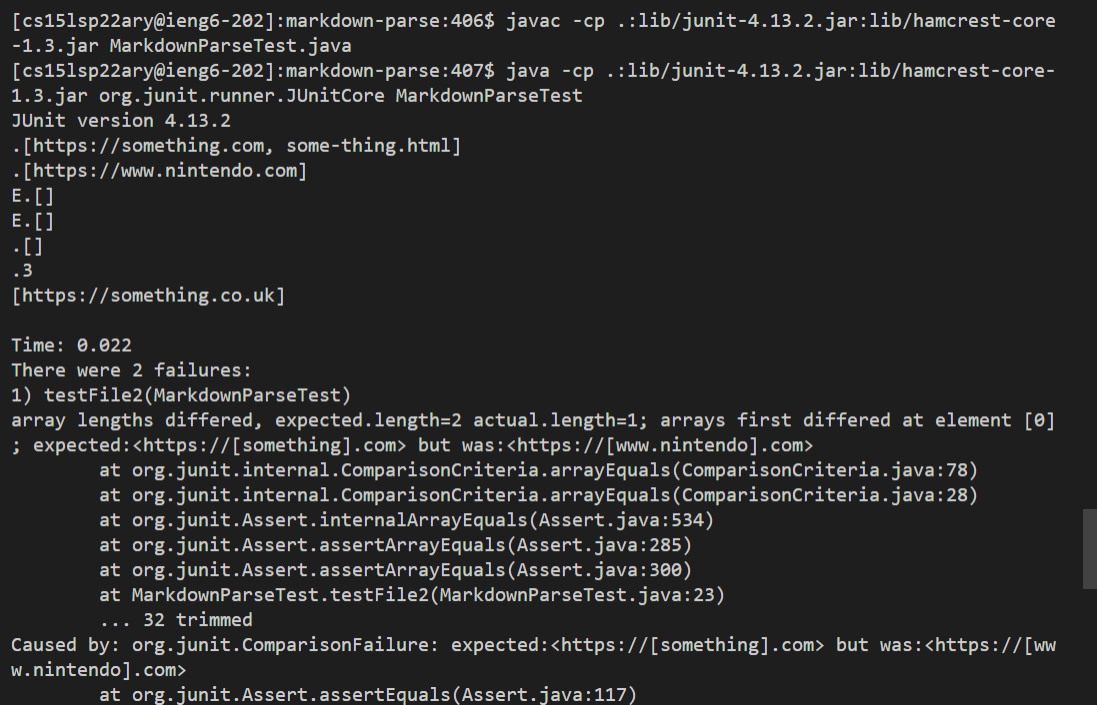 [cs15lsp22ary@ieng6-202]:markdown-parse:406$ javac -cp .:lib/junit-4.13.2.jar:lib/hamcrest-core
-1.3.jar MarkdownParseTest.java
[cs15lsp22ary@ieng6-202]:markdown-parse:407$ java -cp .:lib/junit-4.13.2.jar:lib/hamcrest-core-
1.3.jar org.junit.runner.JUnitCore MarkdownParseTest
JUnit version 4.13.2
.[https://something.com, some-thing.html]
.[https://www.nintendo.com]
E.[]
E.[]
.[]
.3
[https://something.co.uk]

Time: 0.022
There were 2 failures:
1) testFile2(MarkdownParseTest)
array lengths differed, expected.length=2 actual.length=1; arrays first differed at element [0]
; expected:<https://[something].com> but was:<https://[www.nintendo].com>
        at org.junit.internal.ComparisonCriteria.arrayEquals(ComparisonCriteria.java:78)
        at org.junit.internal.ComparisonCriteria.arrayEquals(ComparisonCriteria.java:28)
        at org.junit.Assert.internalArrayEquals(Assert.java:534)
        at org.junit.Assert.assertArrayEquals(Assert.java:285)
        at org.junit.Assert.assertArrayEquals(Assert.java:300)
        at MarkdownParseTest.testFile2(MarkdownParseTest.java:23)
        ... 32 trimmed
Caused by: org.junit.ComparisonFailure: expected:<https://[something].com> but was:<https://[ww
w.nintendo].com>
        at org.junit.Assert.assertEquals(Assert.java:117)